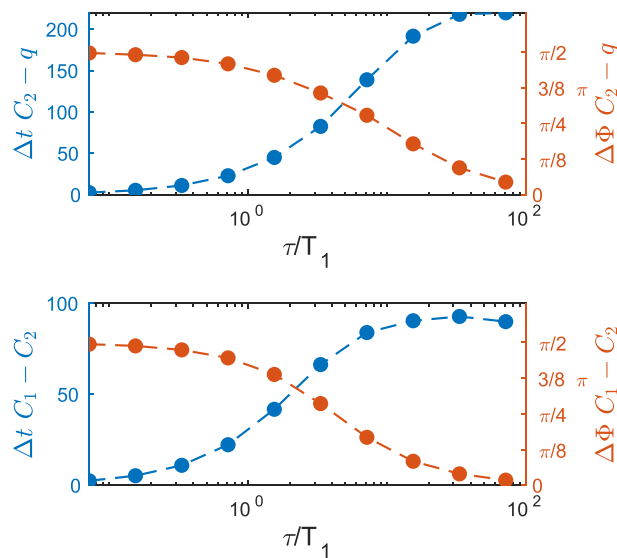 200
150
100
50
0
Δt C₂ − q
π/2
3/8 π
π/4
π/8
0
ΔΦ C₂ − q
10⁰
10²
τ/T₁
100
50
0
Δt C₁ − C₂
π/2
3/8 π
π/4
π/8
0
ΔΦ C₁ − C₂
10⁰
10²
τ/T₁